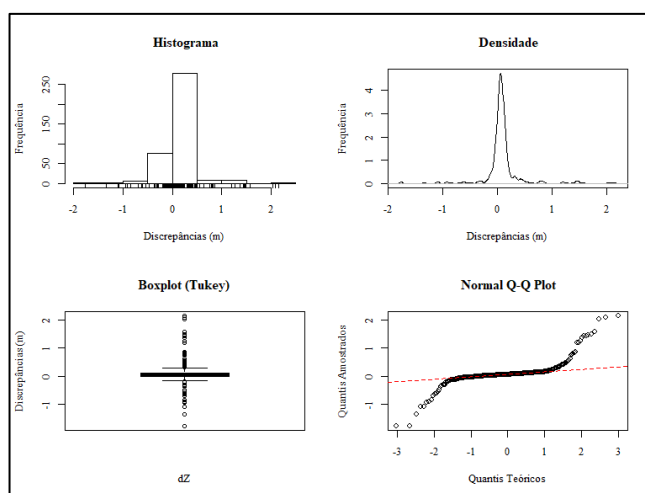 Histograma
Frequência
0
50
150
250
-2
-1
0
1
2
Discrepâncias (m)
Densidade
Frequência
0
1
2
3
4
-2
-1
0
1
2
Discrepâncias (m)
Boxplot (Tukey)
Discrepâncias (m)
-1
0
1
2
dZ
Normal Q-Q Plot
Quantis Amostrados
-1
0
1
2
-3
-2
-1
0
1
2
3
Quantis Teóricos